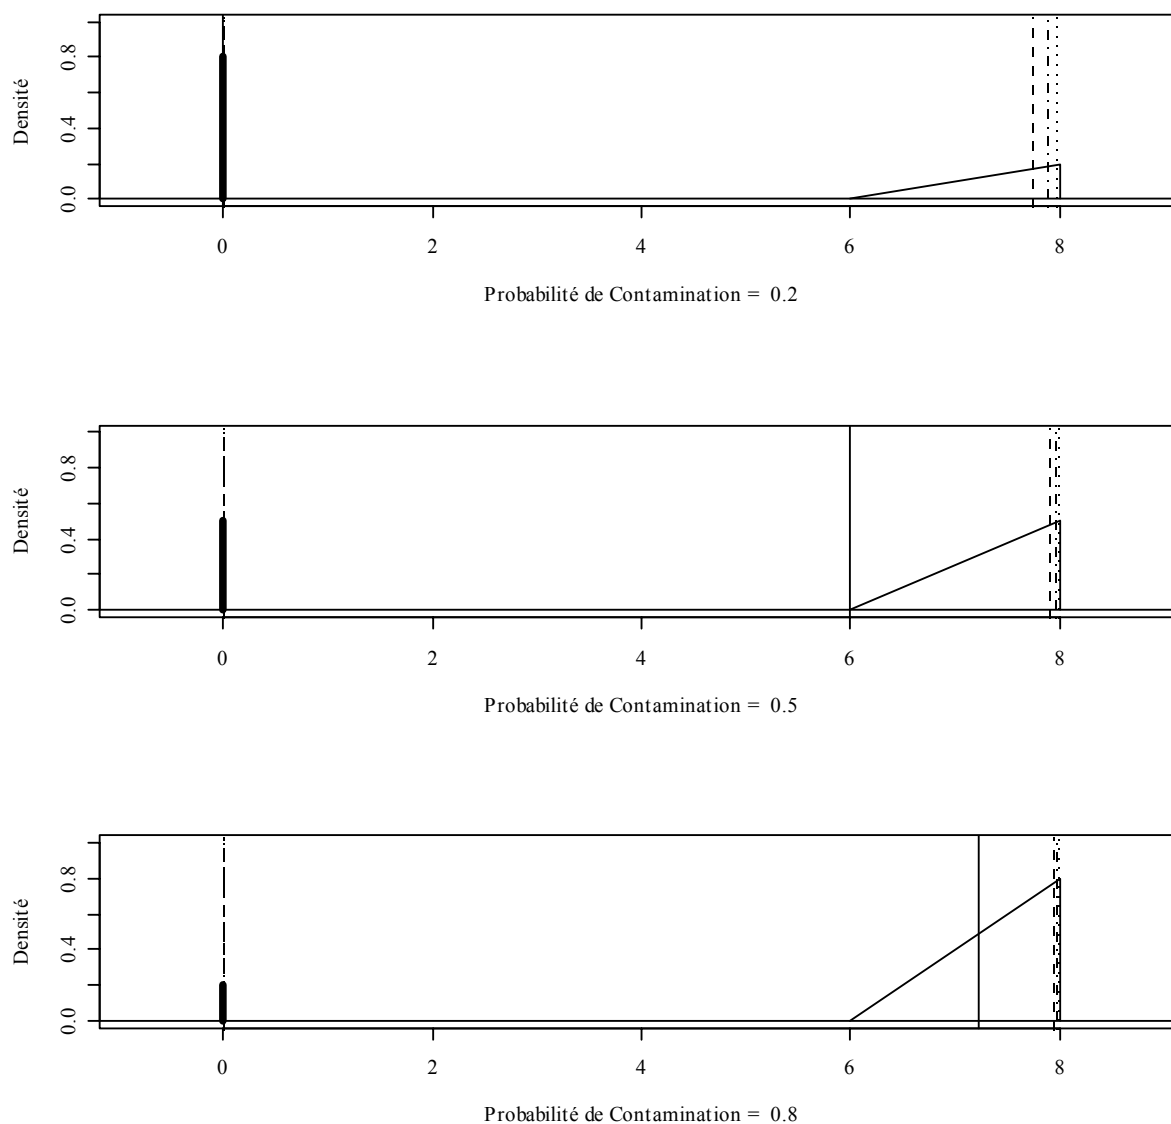 0.8
0.4
0.0
Densité
0 2 4 6 8
Probabilité de Contamination = 0.2
0.8
0.4
0.0
Densité
0 2 4 6 8
Probabilité de Contamination = 0.5
0.8
0.4
0.0
Densité
0 2 4 6 8
Probabilité de Contamination = 0.8